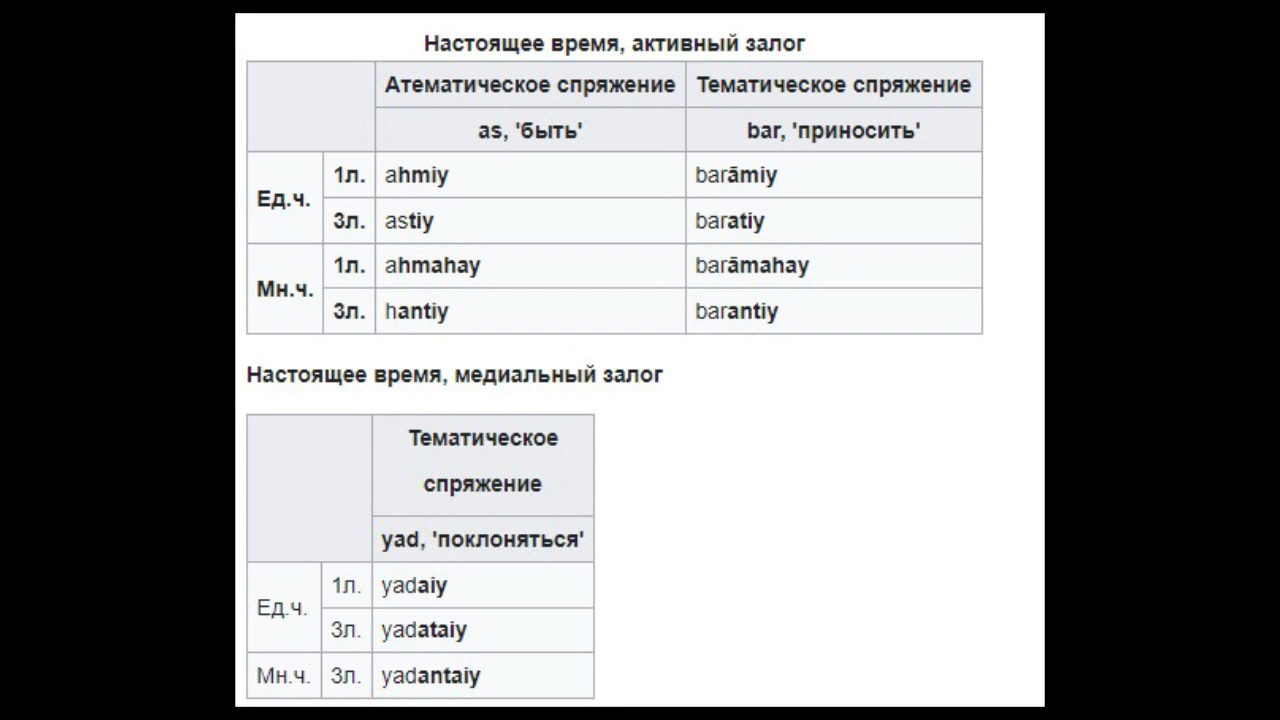 Настоящее время, активный залог
Атематическое спряжение Тематическое спряжение
as, 'быть' bar, 'приносить'
Ед.ч. 1л. ahmiy barāmiy
3л. astiy baratiy
Мн.ч. 1л. ahmahay barāmahay
3л. hantiy barantiy
Настоящее время, медиальный залог
Тематическое
спряжение
yad, 'поклоняться'
Ед.ч. 1л. yadaiy
3л. yadataiy
Мн.ч. 3л. yadantaiy